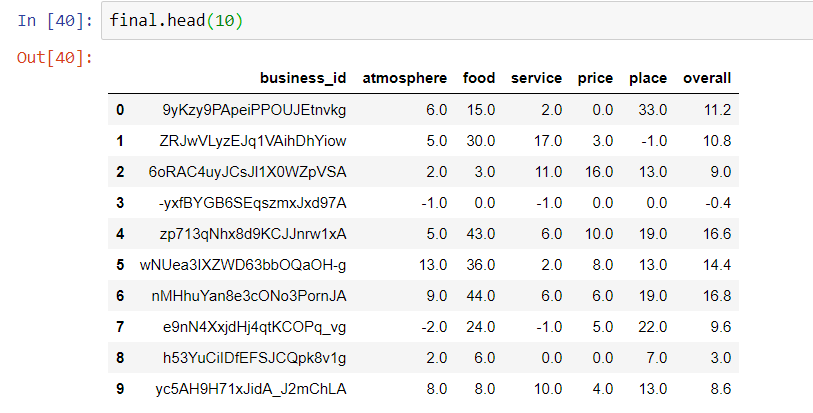 In [40]: final.head(10)
Out[40]:
business_id atmosphere food service price place overall
0 9yKzy9PApeiPPOUJEtnvkg 6.0 15.0 2.0 0.0 33.0 11.2
1 ZRJwVLyzEJq1VAihDhYiow 5.0 30.0 17.0 3.0 -1.0 10.8
2 6oRAC4uyJCsJl1X0WZpVSA 2.0 3.0 11.0 16.0 13.0 9.0
3 -yxfBYGB6SEqszmxJxd97A -1.0 0.0 -1.0 0.0 0.0 -0.4
4 zp713qNhx8d9KCJJnrw1xA 5.0 43.0 6.0 10.0 19.0 16.6
5 wNUea3IXZWD63bbOQaOH-g 13.0 36.0 2.0 8.0 13.0 14.4
6 nMHhuYan8e3cONo3PornJA 9.0 44.0 6.0 6.0 19.0 16.8
7 e9nN4XxjdHj4qtKCOPq_vg -2.0 24.0 -1.0 5.0 22.0 9.6
8 h53YuCiIDfEFSJCQpk8v1g 2.0 6.0 0.0 0.0 7.0 3.0
9 yc5AH9H71xJidA_J2mChLA 8.0 8.0 10.0 4.0 13.0 8.6